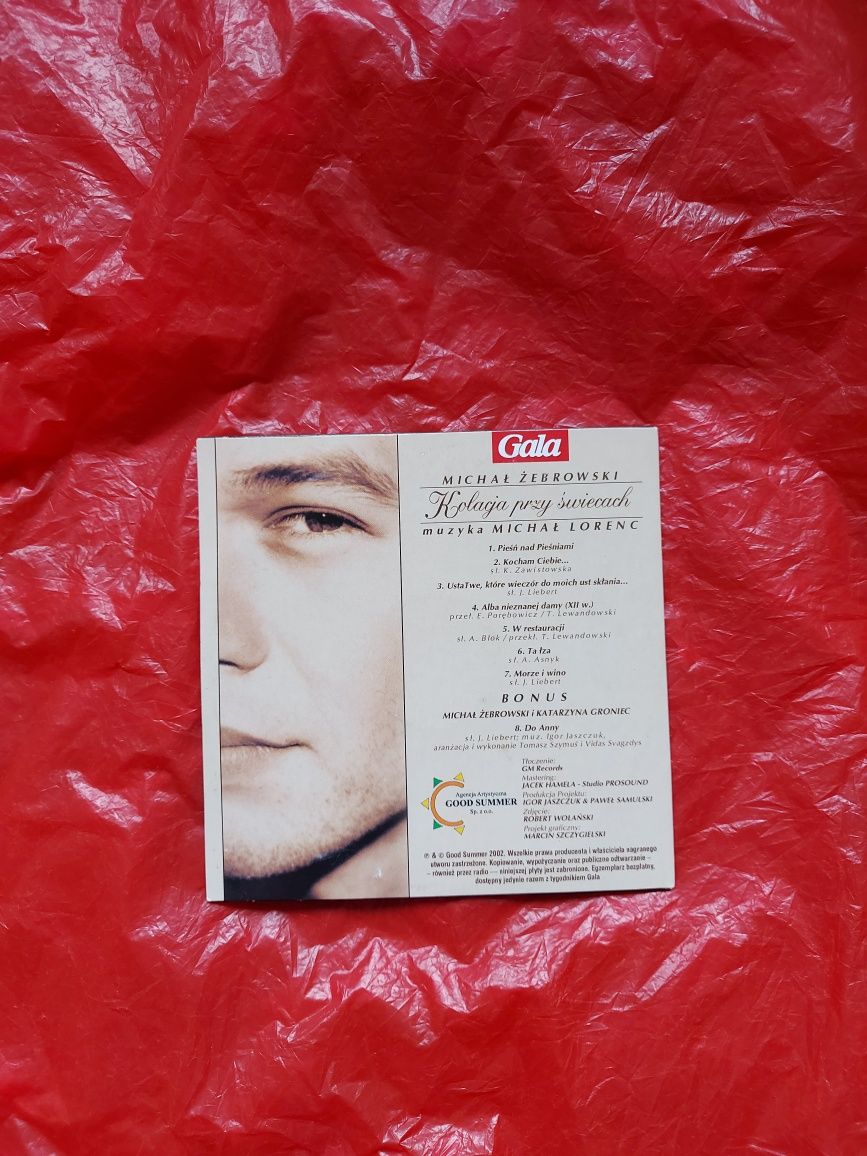 Gala
MICHAŁ ŻEBROWSKI
Kolacja przy świecach
muzyka MICHAŁ LORENC
1. Pieśń nad Pieśniami
2. Kocham Ciebie...
sł. K. Zawistowska
3. UstaTwe, które wieczór do moich ust skłania...
sł. J. Liebert
4. Alba nieznanej damy (XII w.)
przeł. E. Porębowicz / T. Lewandowski
5. W restauracji
sł. A. Błok / przekł. T. Lewandowski
6. Ta łza
sł. A. Asnyk
7. Morze i wino
sł. J. Liebert
BONUS
MICHAŁ ŻEBROWSKI i KATARZYNA GRONIEC
8. Do Anny
sł. J. Liebert; muz. Igor Jaszczuk,
aranżacja i wykonanie Tomasz Szymuś i Vidas Svagzdys
Tłoczenie:
GM Records
Mastering:
JACEK HAMELA - Studio PROSOUND
Produkcja Projektu:
IGOR JASZCZUK & PAWEŁ SAMULSKI
Zdjęcie:
ROBERT WOLAŃSKI
Projekt graficzny:
MARCIN SZCZYGIELSKI
Agencja Artystyczna
GOOD SUMMER
Sp. z o.o.
℗ & © Good Summer 2002. Wszelkie prawa producenta i właściciela nagranego
utworu zastrzeżone. Kopiowanie, wypożyczanie oraz publiczne odtwarzanie –
– również przez radio — niniejszej płyty jest zabronione. Egzemplarz bezpłatny,
dostępny jedynie razem z tygodnikiem Gala